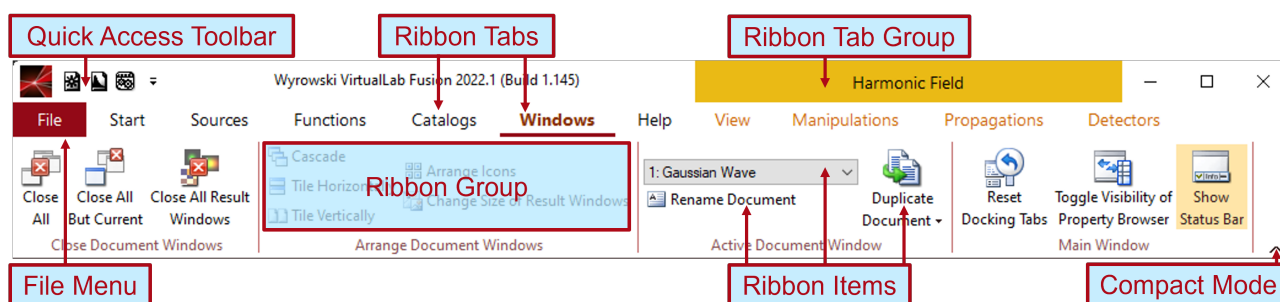 Quick Access Toolbar
Ribbon Tabs
Ribbon Tab Group
Wyrowski VirtualLab Fusion 2022.1 (Build 1.145)
Harmonic Field
File Start Sources Functions Catalogs Windows Help View Manipulations Propagations Detectors
Close All
Close All But Current
Close All Result Windows
Close Document Windows
Cascade
Tile Horizon
Tile Vertically
Arrange Icons
Change Size of Result Windows
Ribbon Group
Arrange Document Windows
1: Gaussian Wave
Rename Document
Duplicate Document
Active Document Window
Reset Docking Tabs
Toggle Visibility of Property Browser
Show Status Bar
Main Window
File Menu
Ribbon Items
Compact Mode